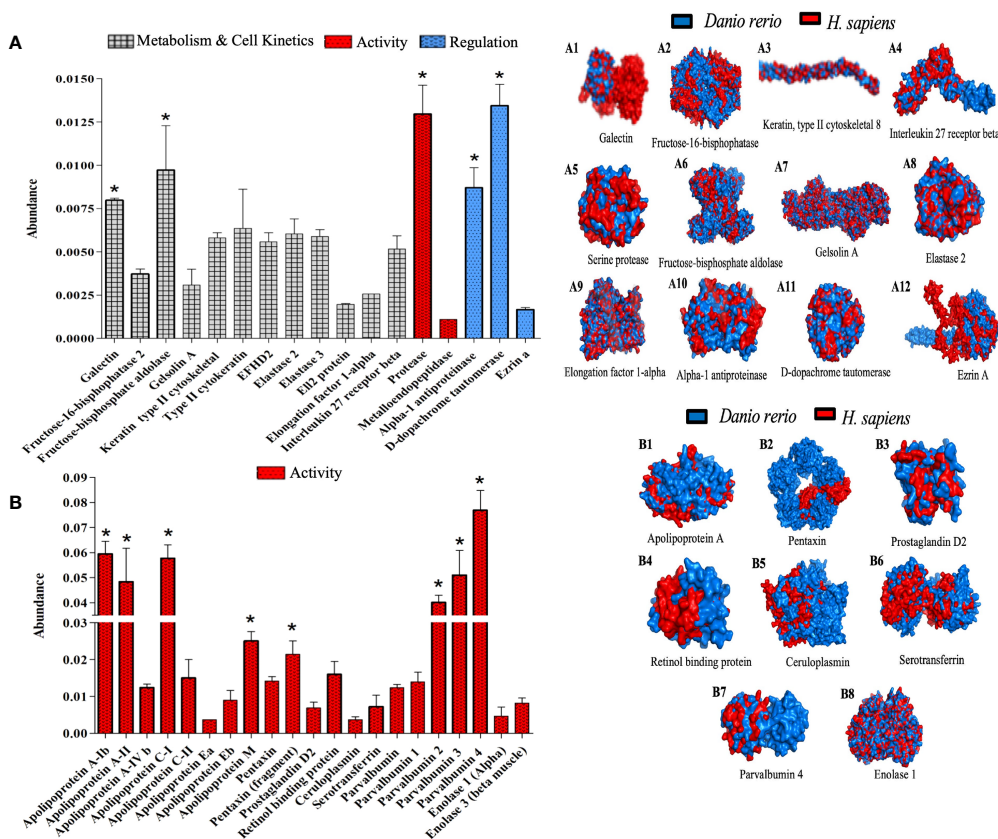 A
Metabolism & Cell Kinetics
Activity
Regulation
Abundance
0.0150
0.0125
0.0100
0.0075
0.0050
0.0025
0.0000
*
*
*
*
*
Galectin
Fructose-16-bisphosphatase 2
Fructose-bisphosphate aldolase
Gelsolin A
Keratin type II cytoskeletal
Type II cytokeratin
EFHD2
Elastase 2
Elastase 3
Ell2 protein
Elongation factor 1-alpha
Interleukin 27 receptor beta
Protease
Metalloendopeptidase
Alpha-1 antiproteinase
D-dopachrome tautomerase
Ezrin a
Danio rerio
H. sapiens
A1
A2
A3
A4
Galectin
Fructose-16-bisphophatase
Keratin, type II cytoskeletal 8
Interleukin 27 receptor beta
A5
A6
A7
A8
Serine protease
Fructose-bisphosphate aldolase
Gelsolin A
Elastase 2
A9
A10
A11
A12
Elongation factor 1-alpha
Alpha-1 antiproteinase
D-dopachrome tautomerase
Ezrin A
B
Activity
Abundance
0.09
0.08
0.07
0.06
0.05
0.04
0.03
0.02
0.01
0.00
*
*
*
*
*
*
*
*
Apolipoprotein A-Ib
Apolipoprotein A-II
Apolipoprotein A-IV b
Apolipoprotein C-I
Apolipoprotein C-II
Apolipoprotein Ea
Apolipoprotein Eb
Apolipoprotein M
Pentaxin
Pentaxin (fragment)
Prostaglandin D2
Retinol binding protein
Ceruloplasmin
Serotransferrin
Parvalbumin
Parvalbumin 1
Parvalbumin 2
Parvalbumin 3
Parvalbumin 4
Enolase 1 (Alpha)
Enolase 3 (beta muscle)
Danio rerio
H. sapiens
B1
B2
B3
Apolipoprotein A
Pentaxin
Prostaglandin D2
B4
B5
B6
Retinol binding protein
Ceruloplasmin
Serotransferrin
B7
B8
Parvalbumin 4
Enolase 1